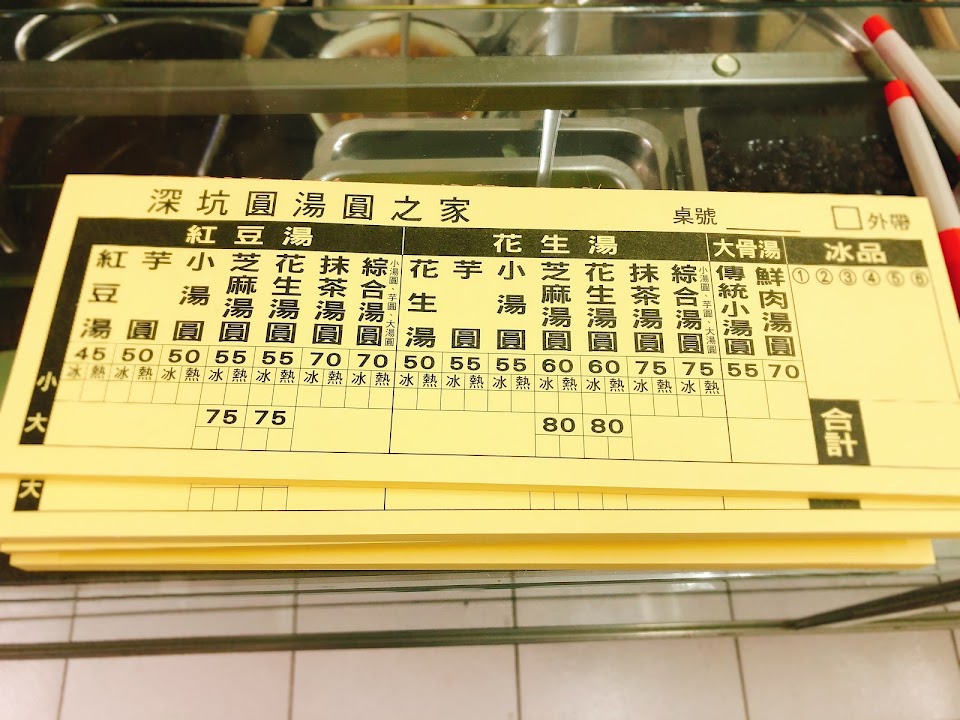 深坑圓湯圓之家 桌號 □外帶
紅豆湯 花生湯 大骨湯 冰品
紅豆湯 芋圓 小湯圓 芝麻湯圓 花生湯圓 抹茶湯圓 綜合湯圓 小湯圓、芋圓、大湯圓 花生湯 芋圓 小湯圓 芝麻湯圓 花生湯圓 抹茶湯圓 綜合湯圓 小湯圓、芋圓、大湯圓 傳統小湯圓 鮮肉湯圓 ①②③④⑤⑥
45 50 50 55 55 70 70 50 55 55 60 60 75 75 55 70
小 冰 熱 冰 熱 冰 熱 冰 熱 冰 熱 冰 熱 冰 熱 冰 熱 冰 熱 冰 熱 冰 熱 冰 熱 冰 熱 冰 熱
大 75 75 80 80 合計
大